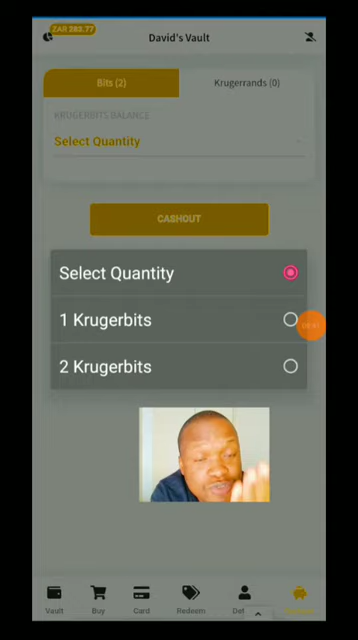 ZAR 283.77
David's Vault
Bits (2)
Krugerrands (0)
KRUGERBITS BALANCE
Select Quantity
CASHOUT
Select Quantity
1 Krugerbits
2 Krugerbits
Vault
Buy
Card
Redeem